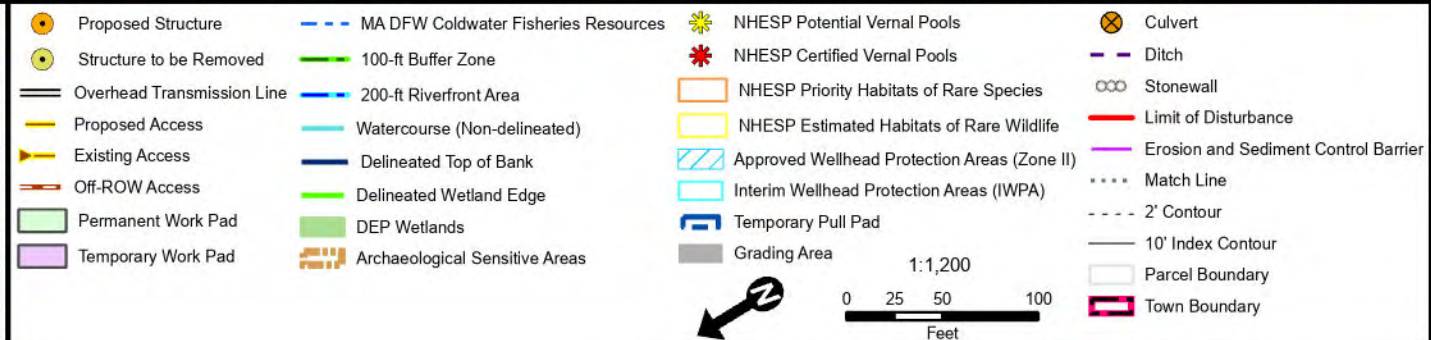 Proposed Structure
Structure to be Removed
Overhead Transmission Line
Proposed Access
Existing Access
Off-ROW Access
Permanent Work Pad
Temporary Work Pad
MA DFW Coldwater Fisheries Resources
100-ft Buffer Zone
200-ft Riverfront Area
Watercourse (Non-delineated)
Delineated Top of Bank
Delineated Wetland Edge
DEP Wetlands
Archaeological Sensitive Areas
NHESP Potential Vernal Pools
NHESP Certified Vernal Pools
NHESP Priority Habitats of Rare Species
NHESP Estimated Habitats of Rare Wildlife
Approved Wellhead Protection Areas (Zone II)
Interim Wellhead Protection Areas (IWPA)
Temporary Pull Pad
Grading Area
N
1:1,200
0 25 50 100
Feet
Culvert
Ditch
Stonewall
Limit of Disturbance
Erosion and Sediment Control Barrier
Match Line
2' Contour
10' Index Contour
Parcel Boundary
Town Boundary